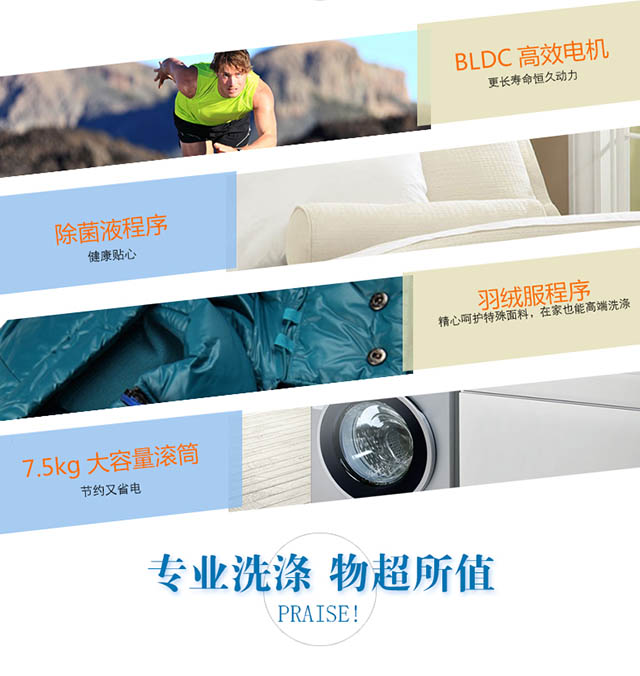 BLDC 高效电机
更长寿命恒久动力
除菌液程序
健康贴心
羽绒服程序
精心呵护特殊面料，在家也能高端洗涤
7.5kg 大容量滚筒
节约又省电
专业洗涤 物超所值
PRAISE!